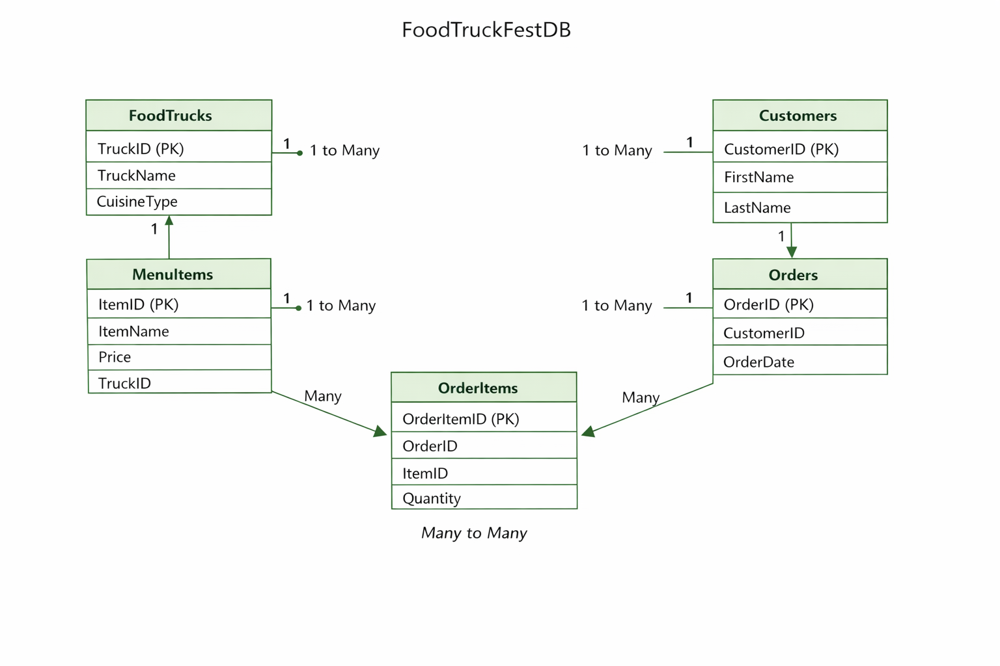 FoodTruckFestDB
FoodTrucks
TruckID (PK)
TruckName
CuisineType
1
1 to Many
1
MenuItems
ItemID (PK)
ItemName
Price
TruckID
1
1 to Many
Many
Customers
CustomerID (PK)
FirstName
LastName
1
1 to Many
1
Orders
OrderID (PK)
CustomerID
OrderDate
1
1 to Many
Many
OrderItems
OrderItemID (PK)
OrderID
ItemID
Quantity
Many to Many